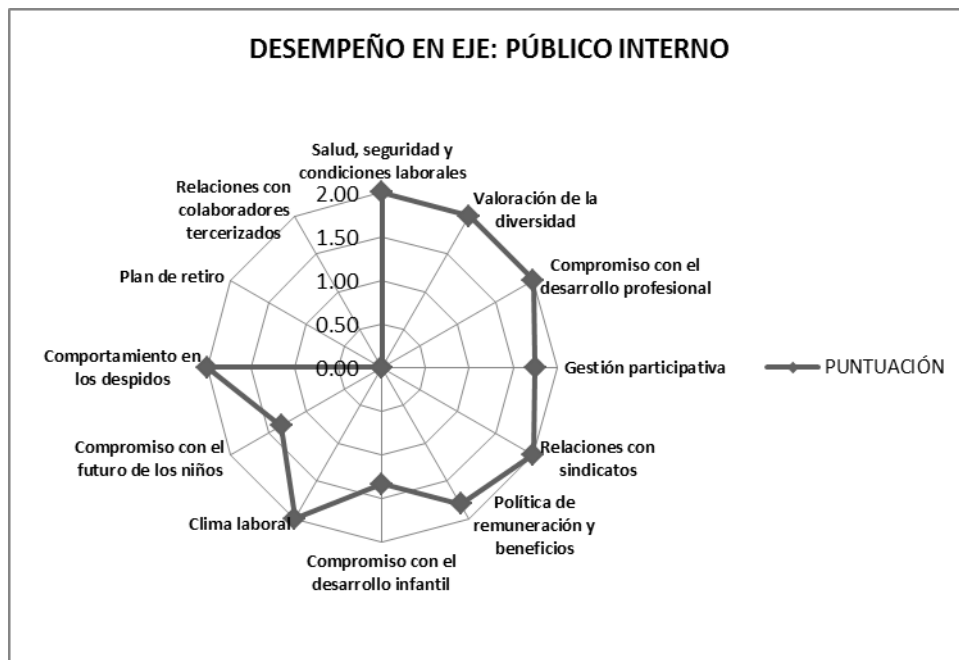 DESEMPEÑO EN EJE: PÚBLICO INTERNO
Salud, seguridad y
condiciones laborales
Valoración de la
diversidad
Compromiso con el
desarrollo profesional
Gestión participativa
Relaciones con
sindicatos
Política de
remuneración y
beneficios
Compromiso con el
desarrollo infantil
Clima laboral
Compromiso con el
futuro de los niños
Comportamiento en
los despidos
Plan de retiro
Relaciones con
colaboradores
tercerizados
2.00
1.50
1.00
0.50
0.00
PUNTUACIÓN